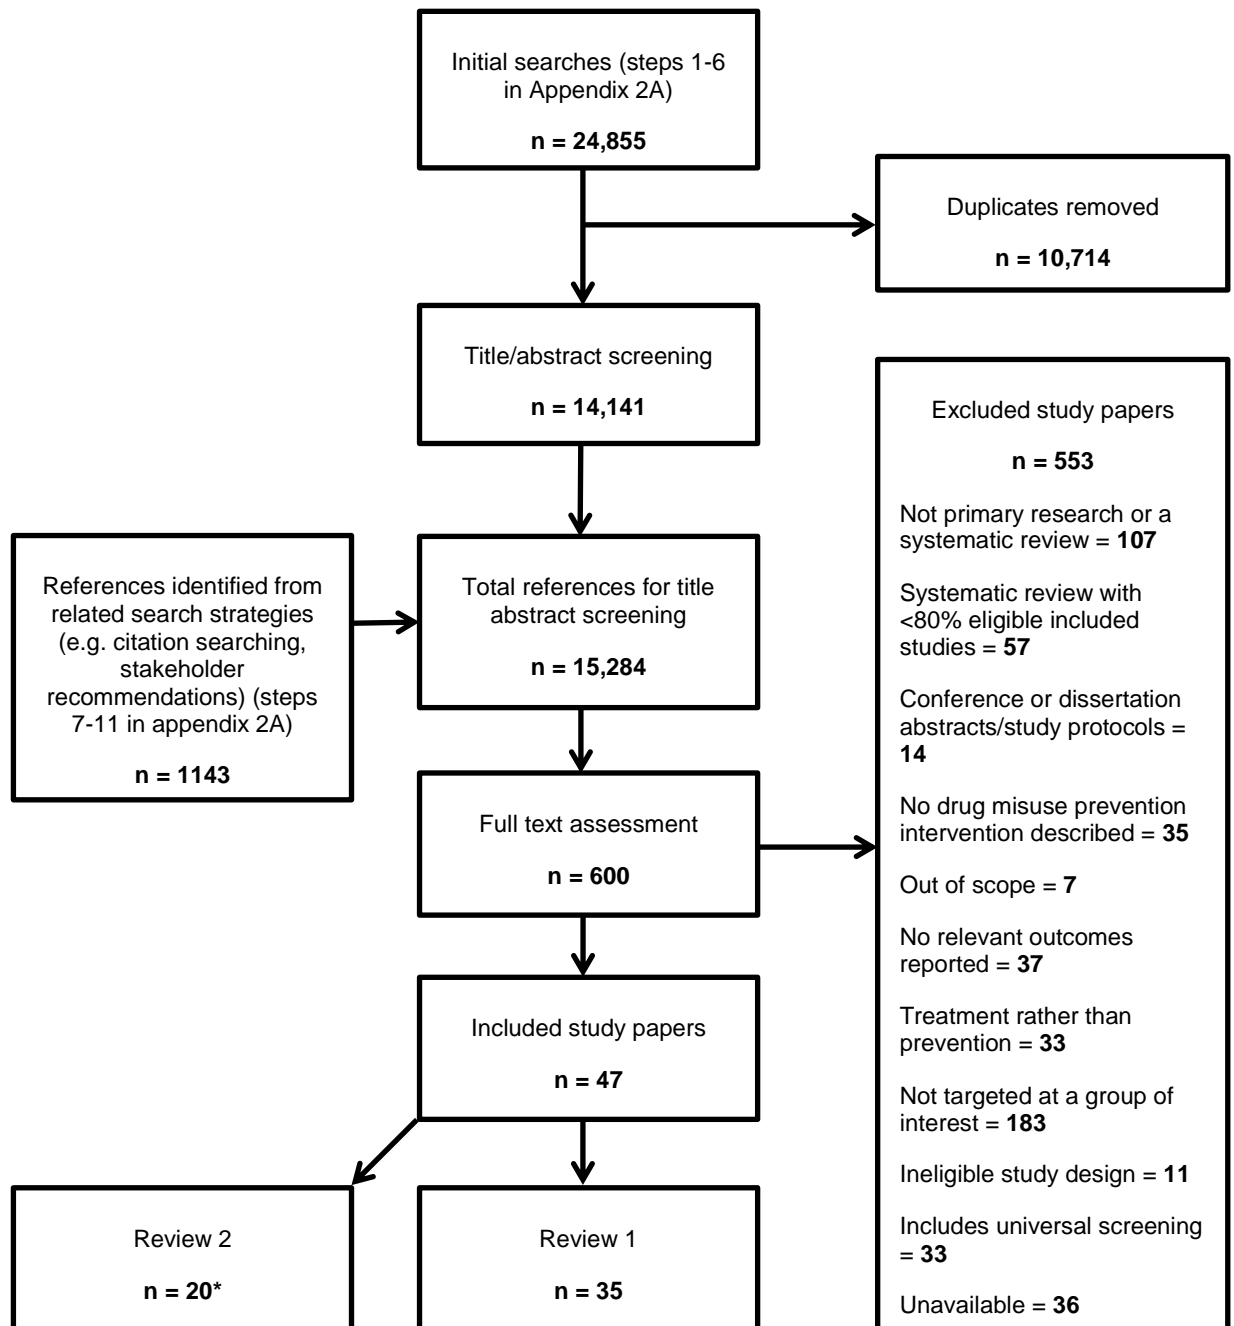 Initial searches (steps 1-6
in Appendix 2A)
n = 24,855
Duplicates removed
n = 10,714
Title/abstract screening
n = 14,141
References identified from
related search strategies
(e.g. citation searching,
stakeholder
recommendations) (steps
7-11 in appendix 2A)
n = 1143
Total references for title
abstract screening
n = 15,284
Full text assessment
n = 600
Excluded study papers
n = 553
Not primary research or a
systematic review = 107
Systematic review with
<80% eligible included
studies = 57
Conference or dissertation
abstracts/study protocols =
14
No drug misuse prevention
intervention described = 35
Out of scope = 7
No relevant outcomes
reported = 37
Treatment rather than
prevention = 33
Not targeted at a group of
interest = 183
Ineligible study design = 11
Includes universal screening
= 33
Unavailable = 36
Included study papers
n = 47
Review 2
n = 20*
Review 1
n = 35